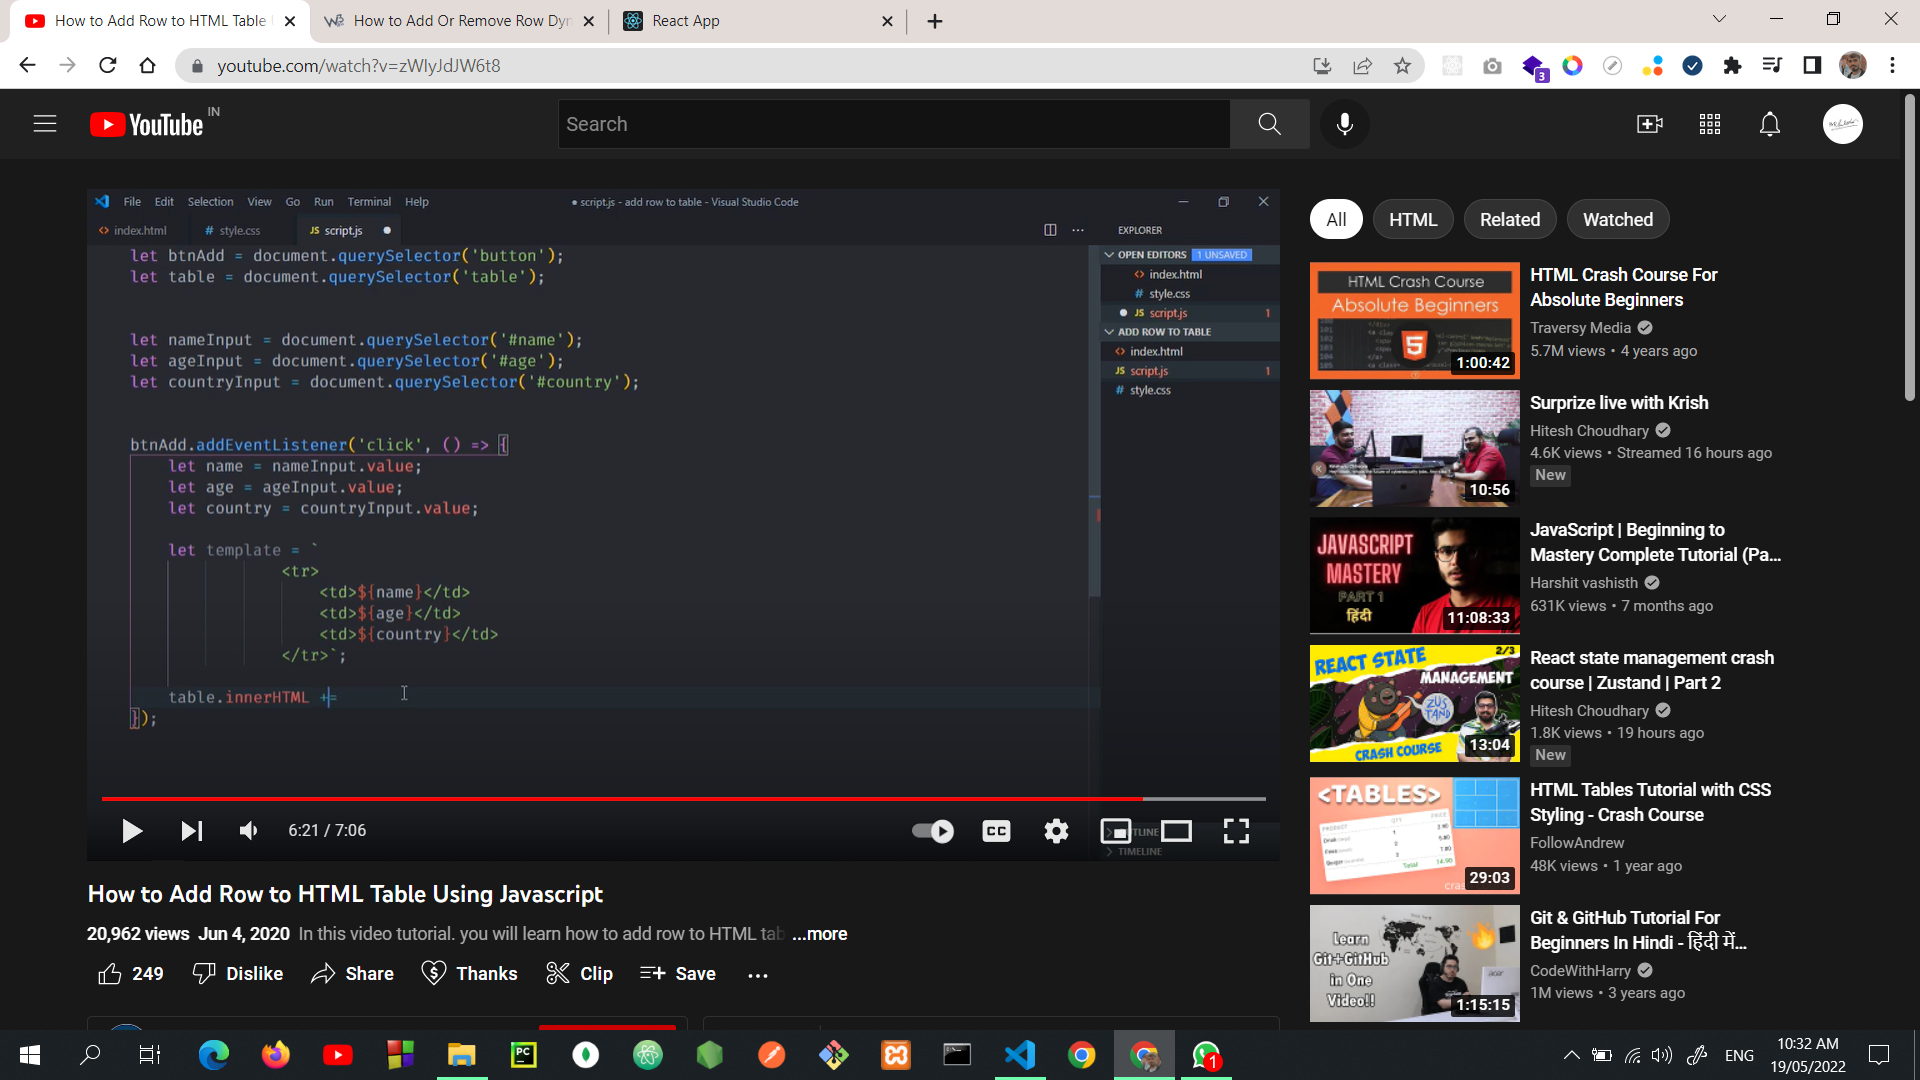 How to Add Row to HTML Table
How to Add Or Remove Row Dyn
React App
youtube.com/watch?v=zWlyJdJW6t8
3
YouTube IN
Search
File Edit Selection View Go Run Terminal Help
● script.js - add row to table - Visual Studio Code
<> index.html
# style.css
JS script.js
let btnAdd = document.querySelector('button');
let table = document.querySelector('table');
let nameInput = document.querySelector('#name');
let ageInput = document.querySelector('#age');
let countryInput = document.querySelector('#country');
btnAdd.addEventListener('click', () => {
let name = nameInput.value;
let age = ageInput.value;
let country = countryInput.value;
let template = `
<tr>
<td>${name}</td>
<td>${age}</td>
<td>${country}</td>
</tr>`;
table.innerHTML +=
});
EXPLORER
OPEN EDITORS 1 UNSAVED
<> index.html
# style.css
JS script.js 1
ADD ROW TO TABLE
<> index.html
JS script.js 1
# style.css
TIMELINE
6:21 / 7:06
CC
How to Add Row to HTML Table Using Javascript
20,962 views Jun 4, 2020 In this video tutorial. you will learn how to add row to HTML tab ...more
249 Dislike Share Thanks Clip Save
All HTML Related Watched
HTML Crash Course
Absolute Beginners
1:00:42
HTML Crash Course For
Absolute Beginners
Traversy Media
5.7M views • 4 years ago
10:56
Surprize live with Krish
Hitesh Choudhary
4.6K views • Streamed 16 hours ago
New
JAVASCRIPT
MASTERY
PART 1
हिंदी
11:08:33
JavaScript | Beginning to
Mastery Complete Tutorial (Pa...
Harshit vashisth
631K views • 7 months ago
REACT STATE
2/3
MANAGEMENT
ZUSTAND
CRASH COURSE
13:04
React state management crash
course | Zustand | Part 2
Hitesh Choudhary
1.8K views • 19 hours ago
New
<TABLES>
PRODUCT QTY PRICE
Total 14.90
29:03
HTML Tables Tutorial with CSS
Styling - Crash Course
FollowAndrew
48K views • 1 year ago
Learn
Git+GitHub
in One
Video!!
acer
1:15:15
Git & GitHub Tutorial For
Beginners In Hindi - हिंदी में...
CodeWithHarry
1M views • 3 years ago
PC
1
ENG
10:32 AM
19/05/2022